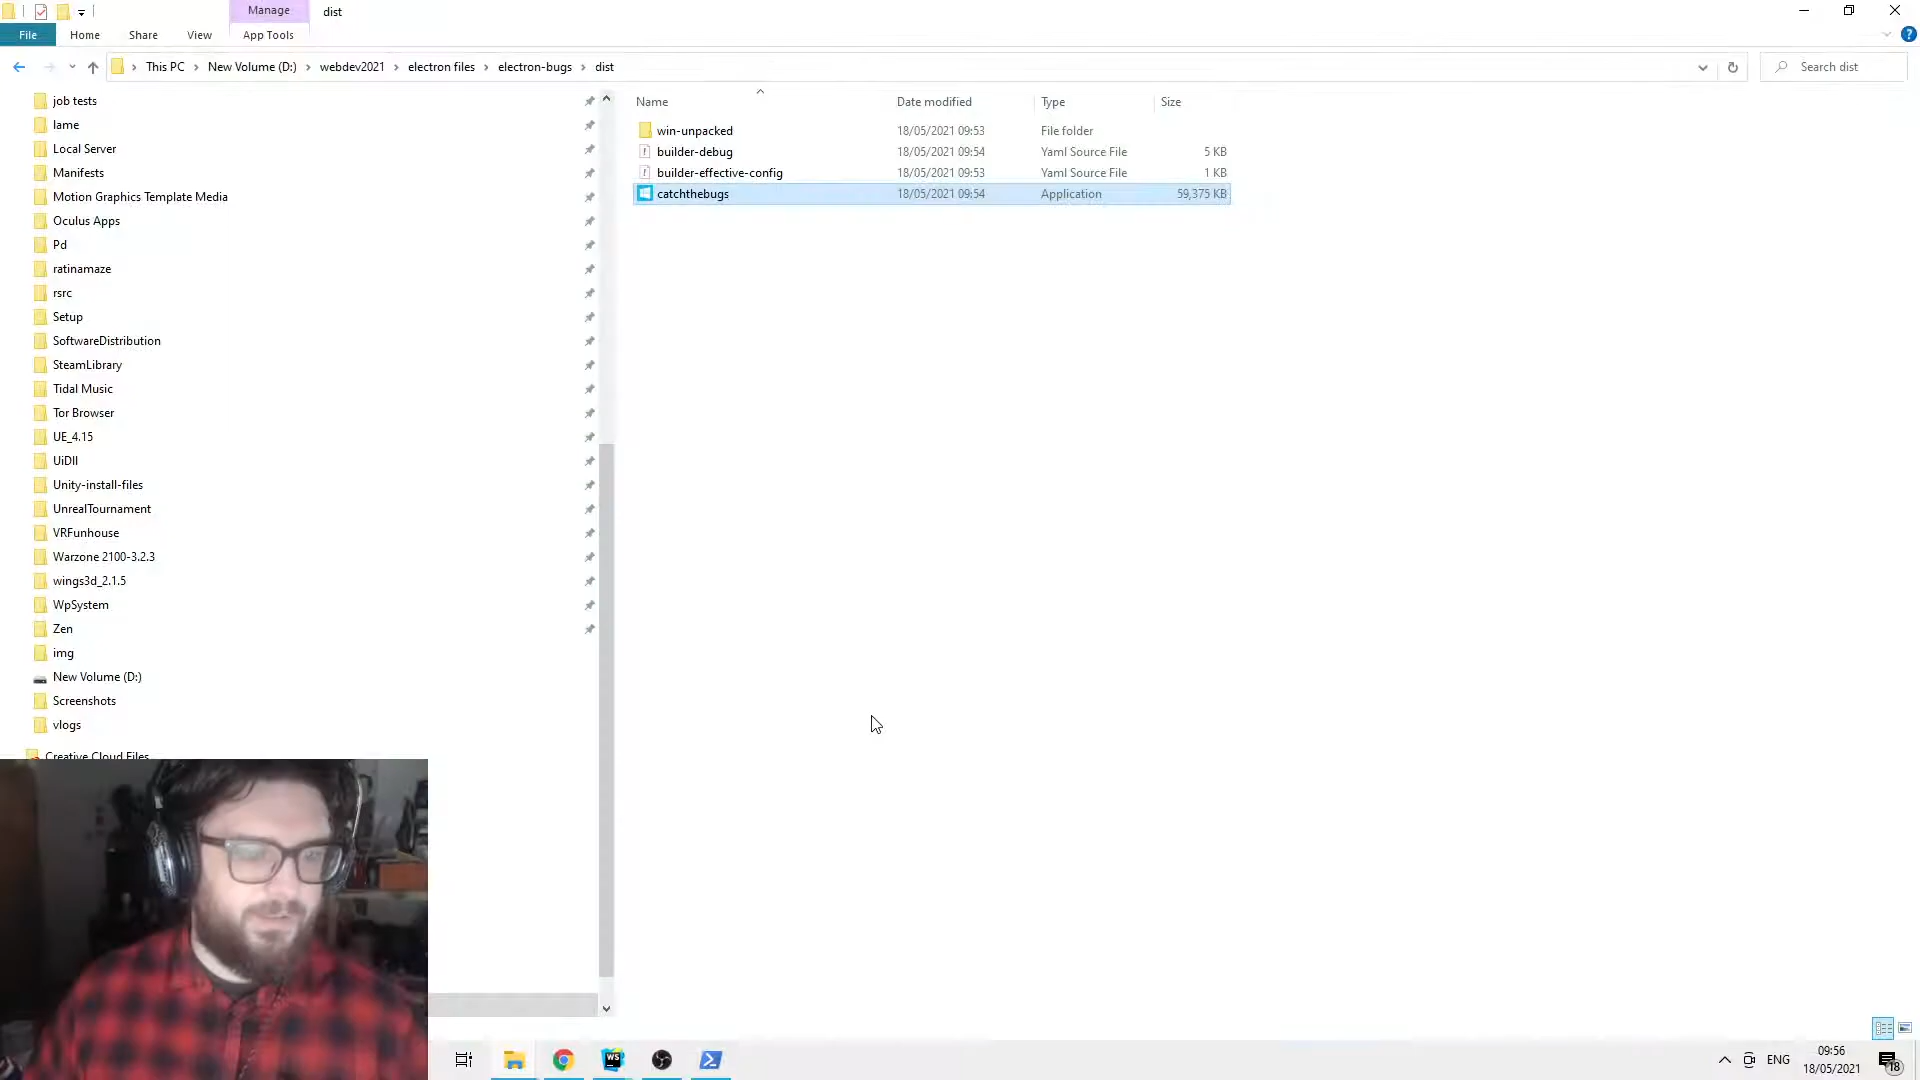 Manage
dist
File
Home
Share
View
App Tools
This PC
New Volume (D:)
webdev2021
electron files
electron-bugs
dist
Search dist
job tests
lame
Local Server
Manifests
Motion Graphics Template Media
Oculus Apps
Pd
ratinamaze
rsrc
Setup
SoftwareDistribution
SteamLibrary
Tidal Music
Tor Browser
UE_4.15
UiDll
Unity-install-files
UnrealTournament
VRFunhouse
Warzone 2100-3.2.3
wings3d_2.1.5
WpSystem
Zen
img
New Volume (D:)
Screenshots
vlogs
Creative Cloud Files
Name Date modified Type Size
win-unpacked 18/05/2021 09:53 File folder
builder-debug 18/05/2021 09:54 Yaml Source File 5 KB
builder-effective-config 18/05/2021 09:53 Yaml Source File 1 KB
catchthebugs 18/05/2021 09:54 Application 59,375 KB
WS
ENG
09:56
18/05/2021
18